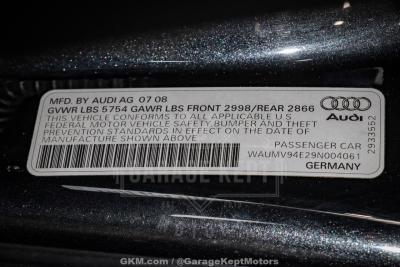 MFD. BY AUDI AG 07 08
GVWR LBS 5754 GAWR LBS FRONT 2998/REAR 2866
THIS VEHICLE CONFORMS TO ALL APPLICABLE U.S
FEDERAL MOTOR VEHICLE SAFETY,BUMPER AND THEFT
PREVENTION STANDARDS IN EFFECT ON THE DATE
OF MANUFACTURE SHOWN ABOVE
Audi
2933552
PASSENGER CAR
WAUMV94E29N004061
GERMANY
GARAGE KEPT
GKM.com / @GarageKeptMotors